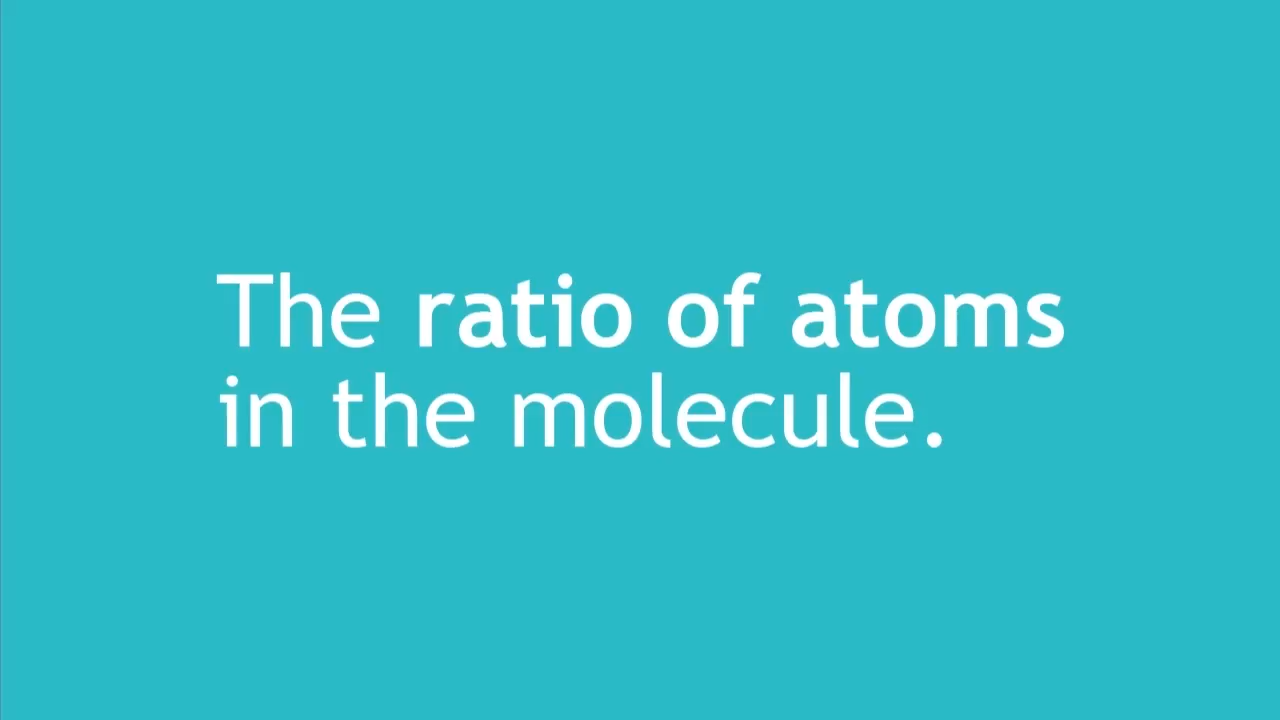 The ratio of atoms
in the molecule.